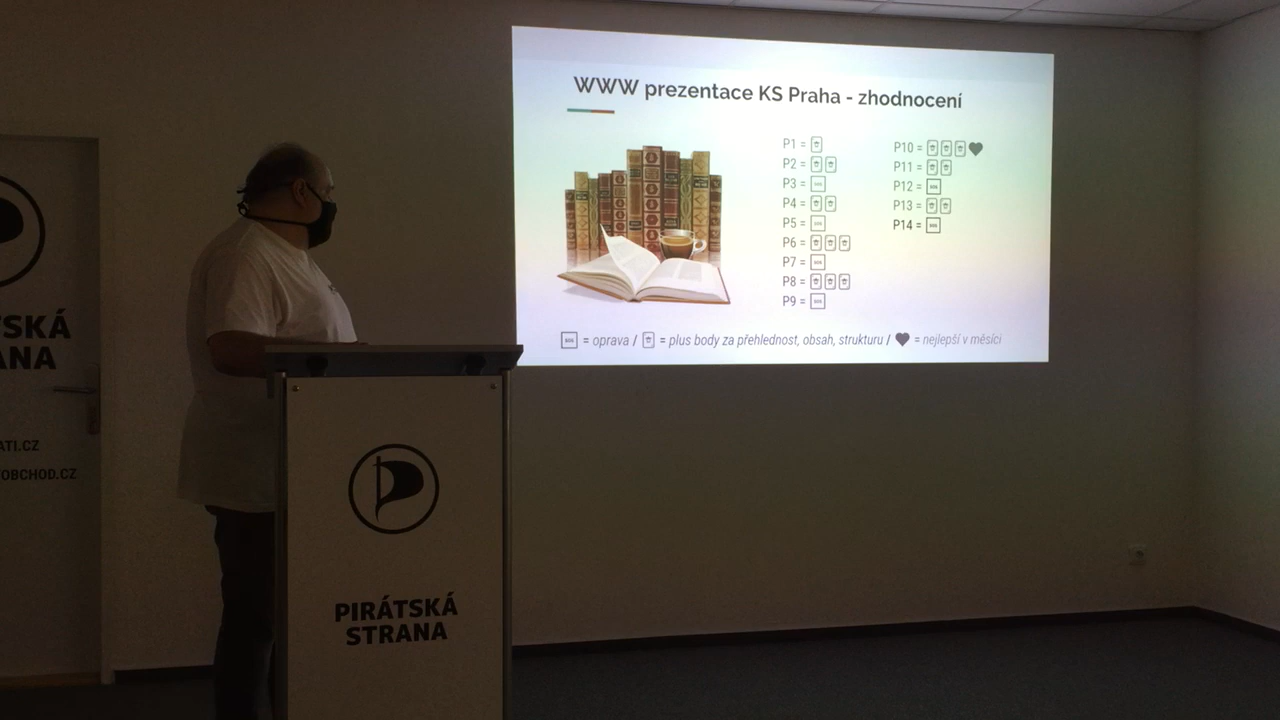 WWW prezentace KS Praha - zhodnocení
P1 =
P2 =
P3 =
P4 =
P5 =
P6 =
P7 =
P8 =
P9 =
P10 =
P11 =
P12 =
P13 =
P14 =
= oprava / = plus body za přehlednost, obsah, strukturu / = nejlepší v měsíci
TSKÁ
ANA
ATI.CZ
OBCHOD.CZ
PIRÁTSKÁ
STRANA